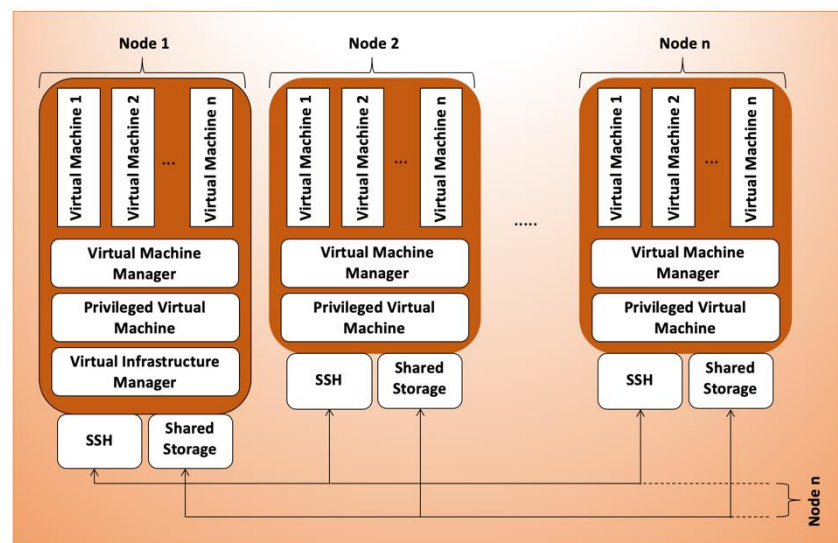 Node 1
Node 2
Node n
Virtual Machine 1
Virtual Machine 2
...
Virtual Machine n
Virtual Machine 1
Virtual Machine 2
...
Virtual Machine n
.....
Virtual Machine 1
Virtual Machine 2
...
Virtual Machine n
Virtual Machine
Manager
Virtual Machine
Manager
Virtual Machine
Manager
Privileged Virtual
Machine
Privileged Virtual
Machine
Privileged Virtual
Machine
Virtual Infrastructure
Manager
SSH
Shared
Storage
SSH
Shared
Storage
SSH
Shared
Storage
Node n